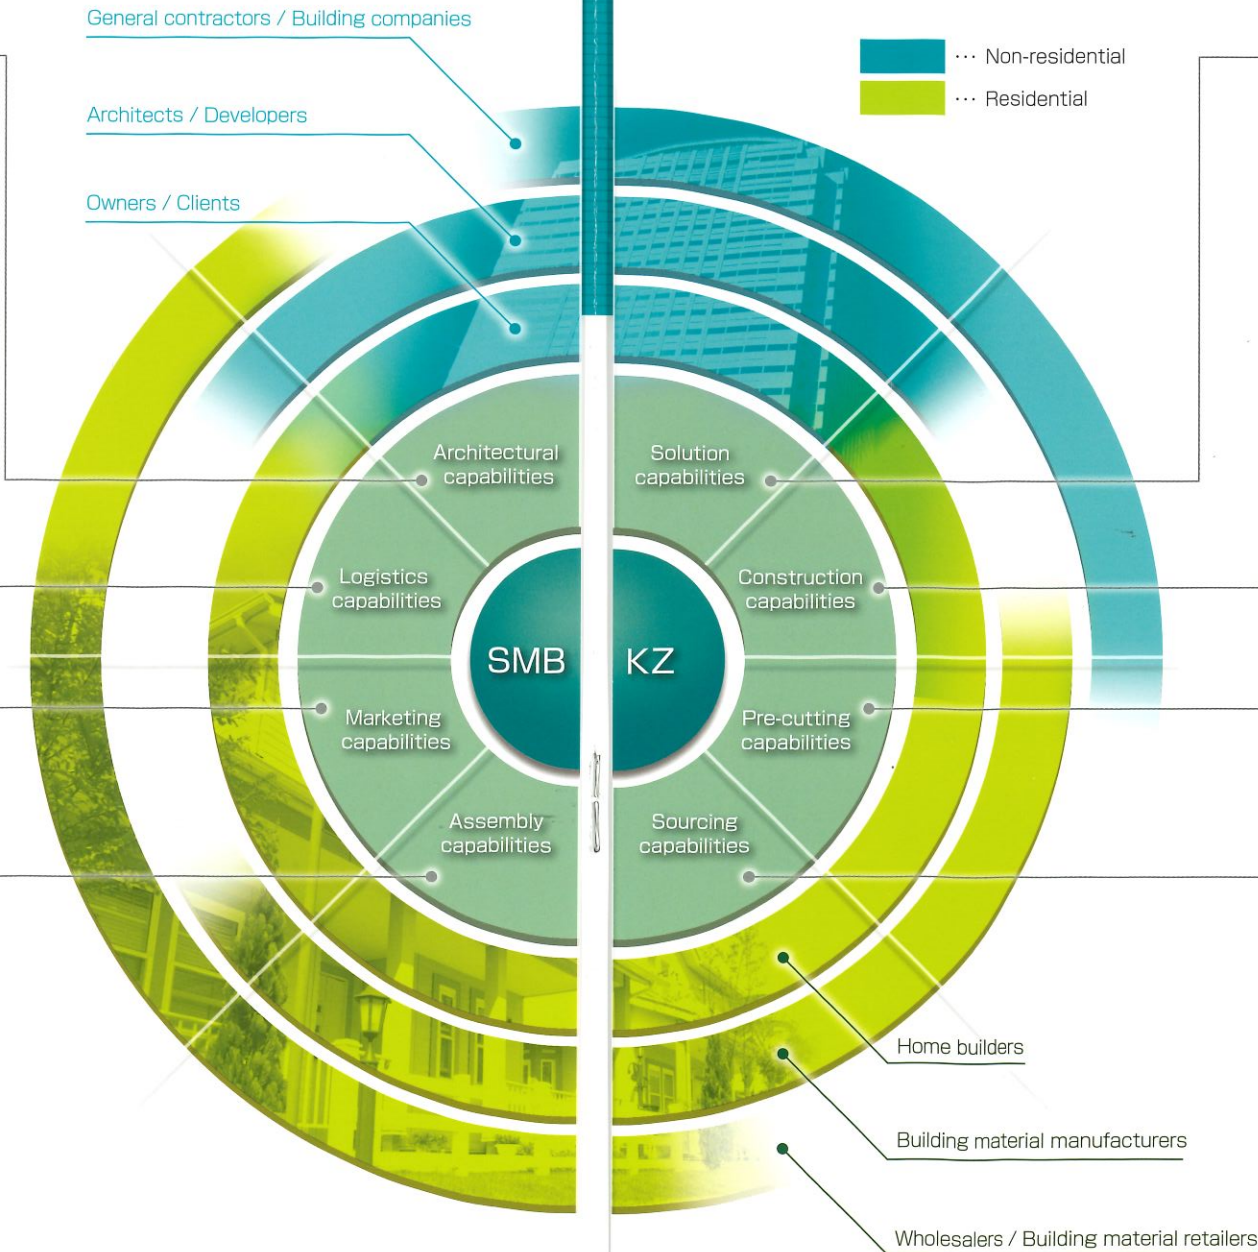 General contractors / Building companies
Architects / Developers
Owners / Clients
··· Non-residential
··· Residential
Architectural
capabilities
Solution
capabilities
Logistics
capabilities
Construction
capabilities
SMB KZ
Marketing
capabilities
Pre-cutting
capabilities
Assembly
capabilities
Sourcing
capabilities
Home builders
Building material manufacturers
Wholesalers / Building material retailers